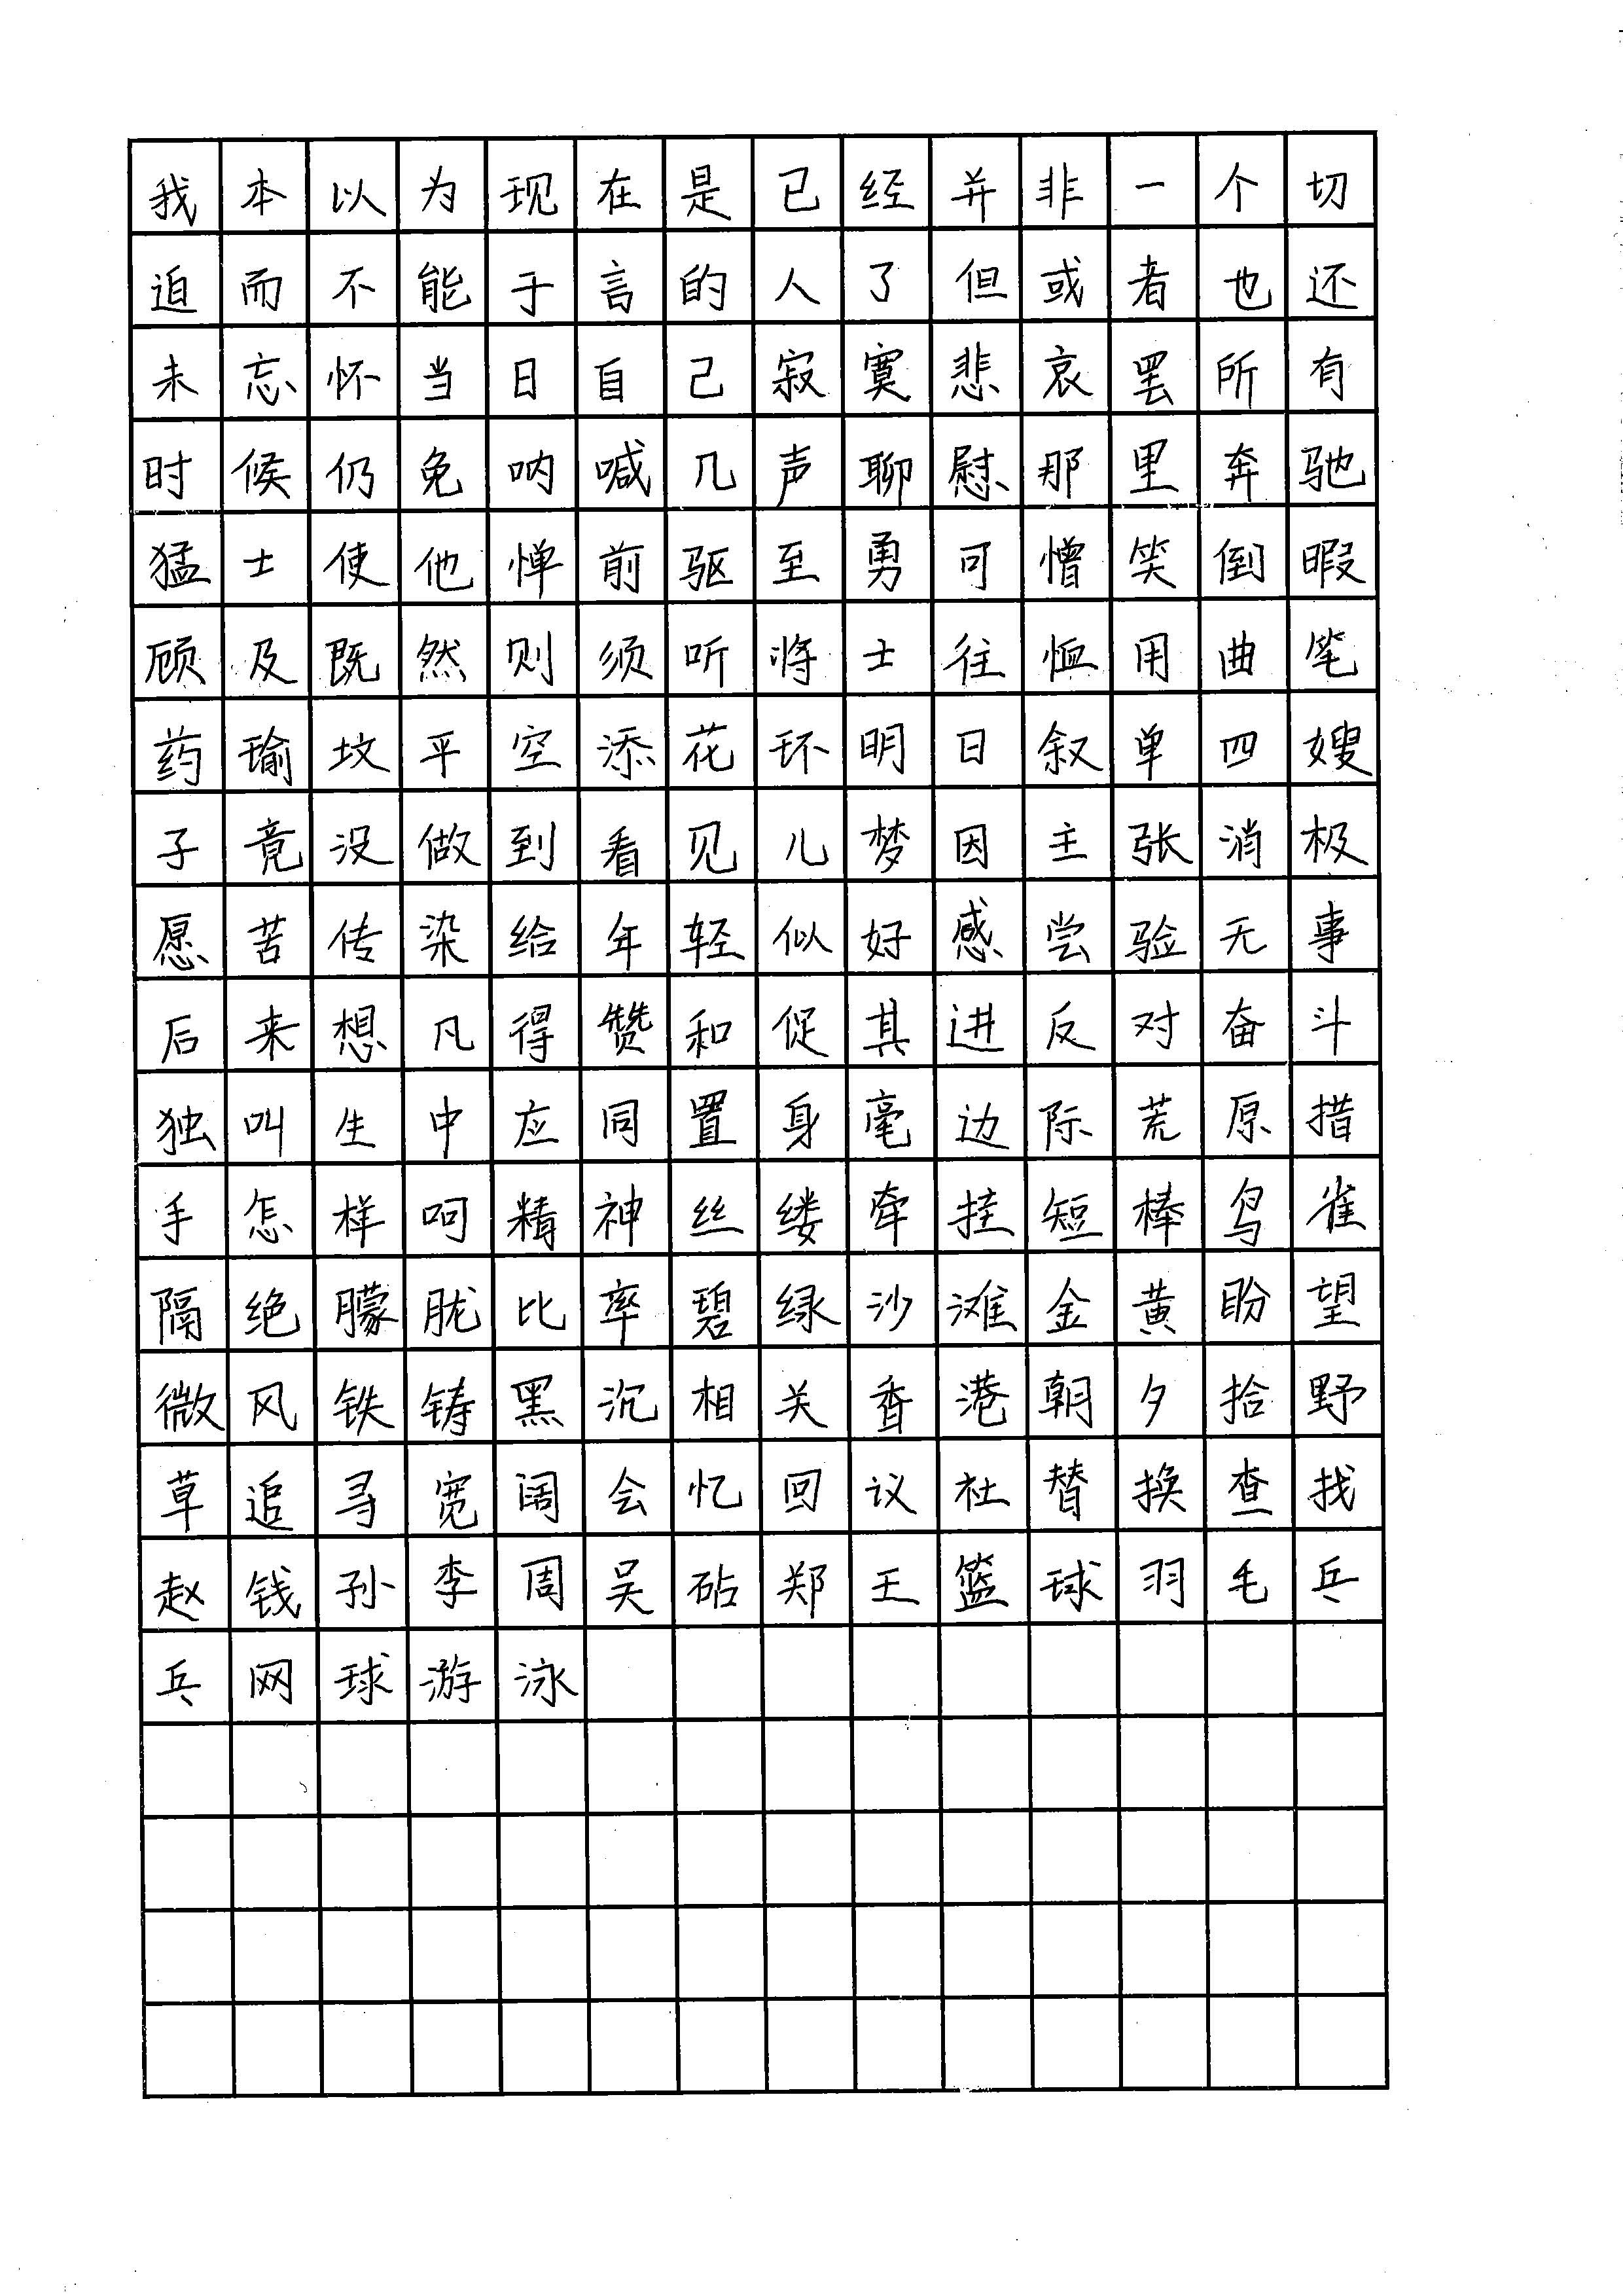 我本以为现在是已经并非一个切
迫而不能于言的人了但或者也还
未忘怀当日自己寂寞悲哀罢所有
时候仍免呐喊几声聊慰那里奔驰
猛士使他惮前驱至勇可憎笑倒暇
顾及既然则须听将士往恤用曲笔
药瑜坟平空添花环明日叙单四嫂
子竟没做到看见儿梦因主张消极
愿苦传染给年轻似好感尝验无事
后来想凡得赞和促其进反对奋斗
独叫生中应同置身毫边际荒原措
手怎样呵精神丝缕牵挂短棒鸟雀
隔绝朦胧比率碧绿沙滩金黄盼望
微风铁铸黑沉相关香港朝夕拾野
草追寻宽阔会忆回议社替换查找
赵钱孙李周吴砧郑王篮球羽毛乒
乓网球游泳